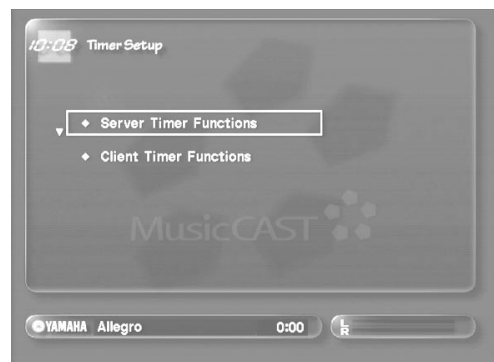 10:08 Timer Setup
Server Timer Functions
Client Timer Functions
MusicCAST
YAMAHA Allegro 0:00 L
R